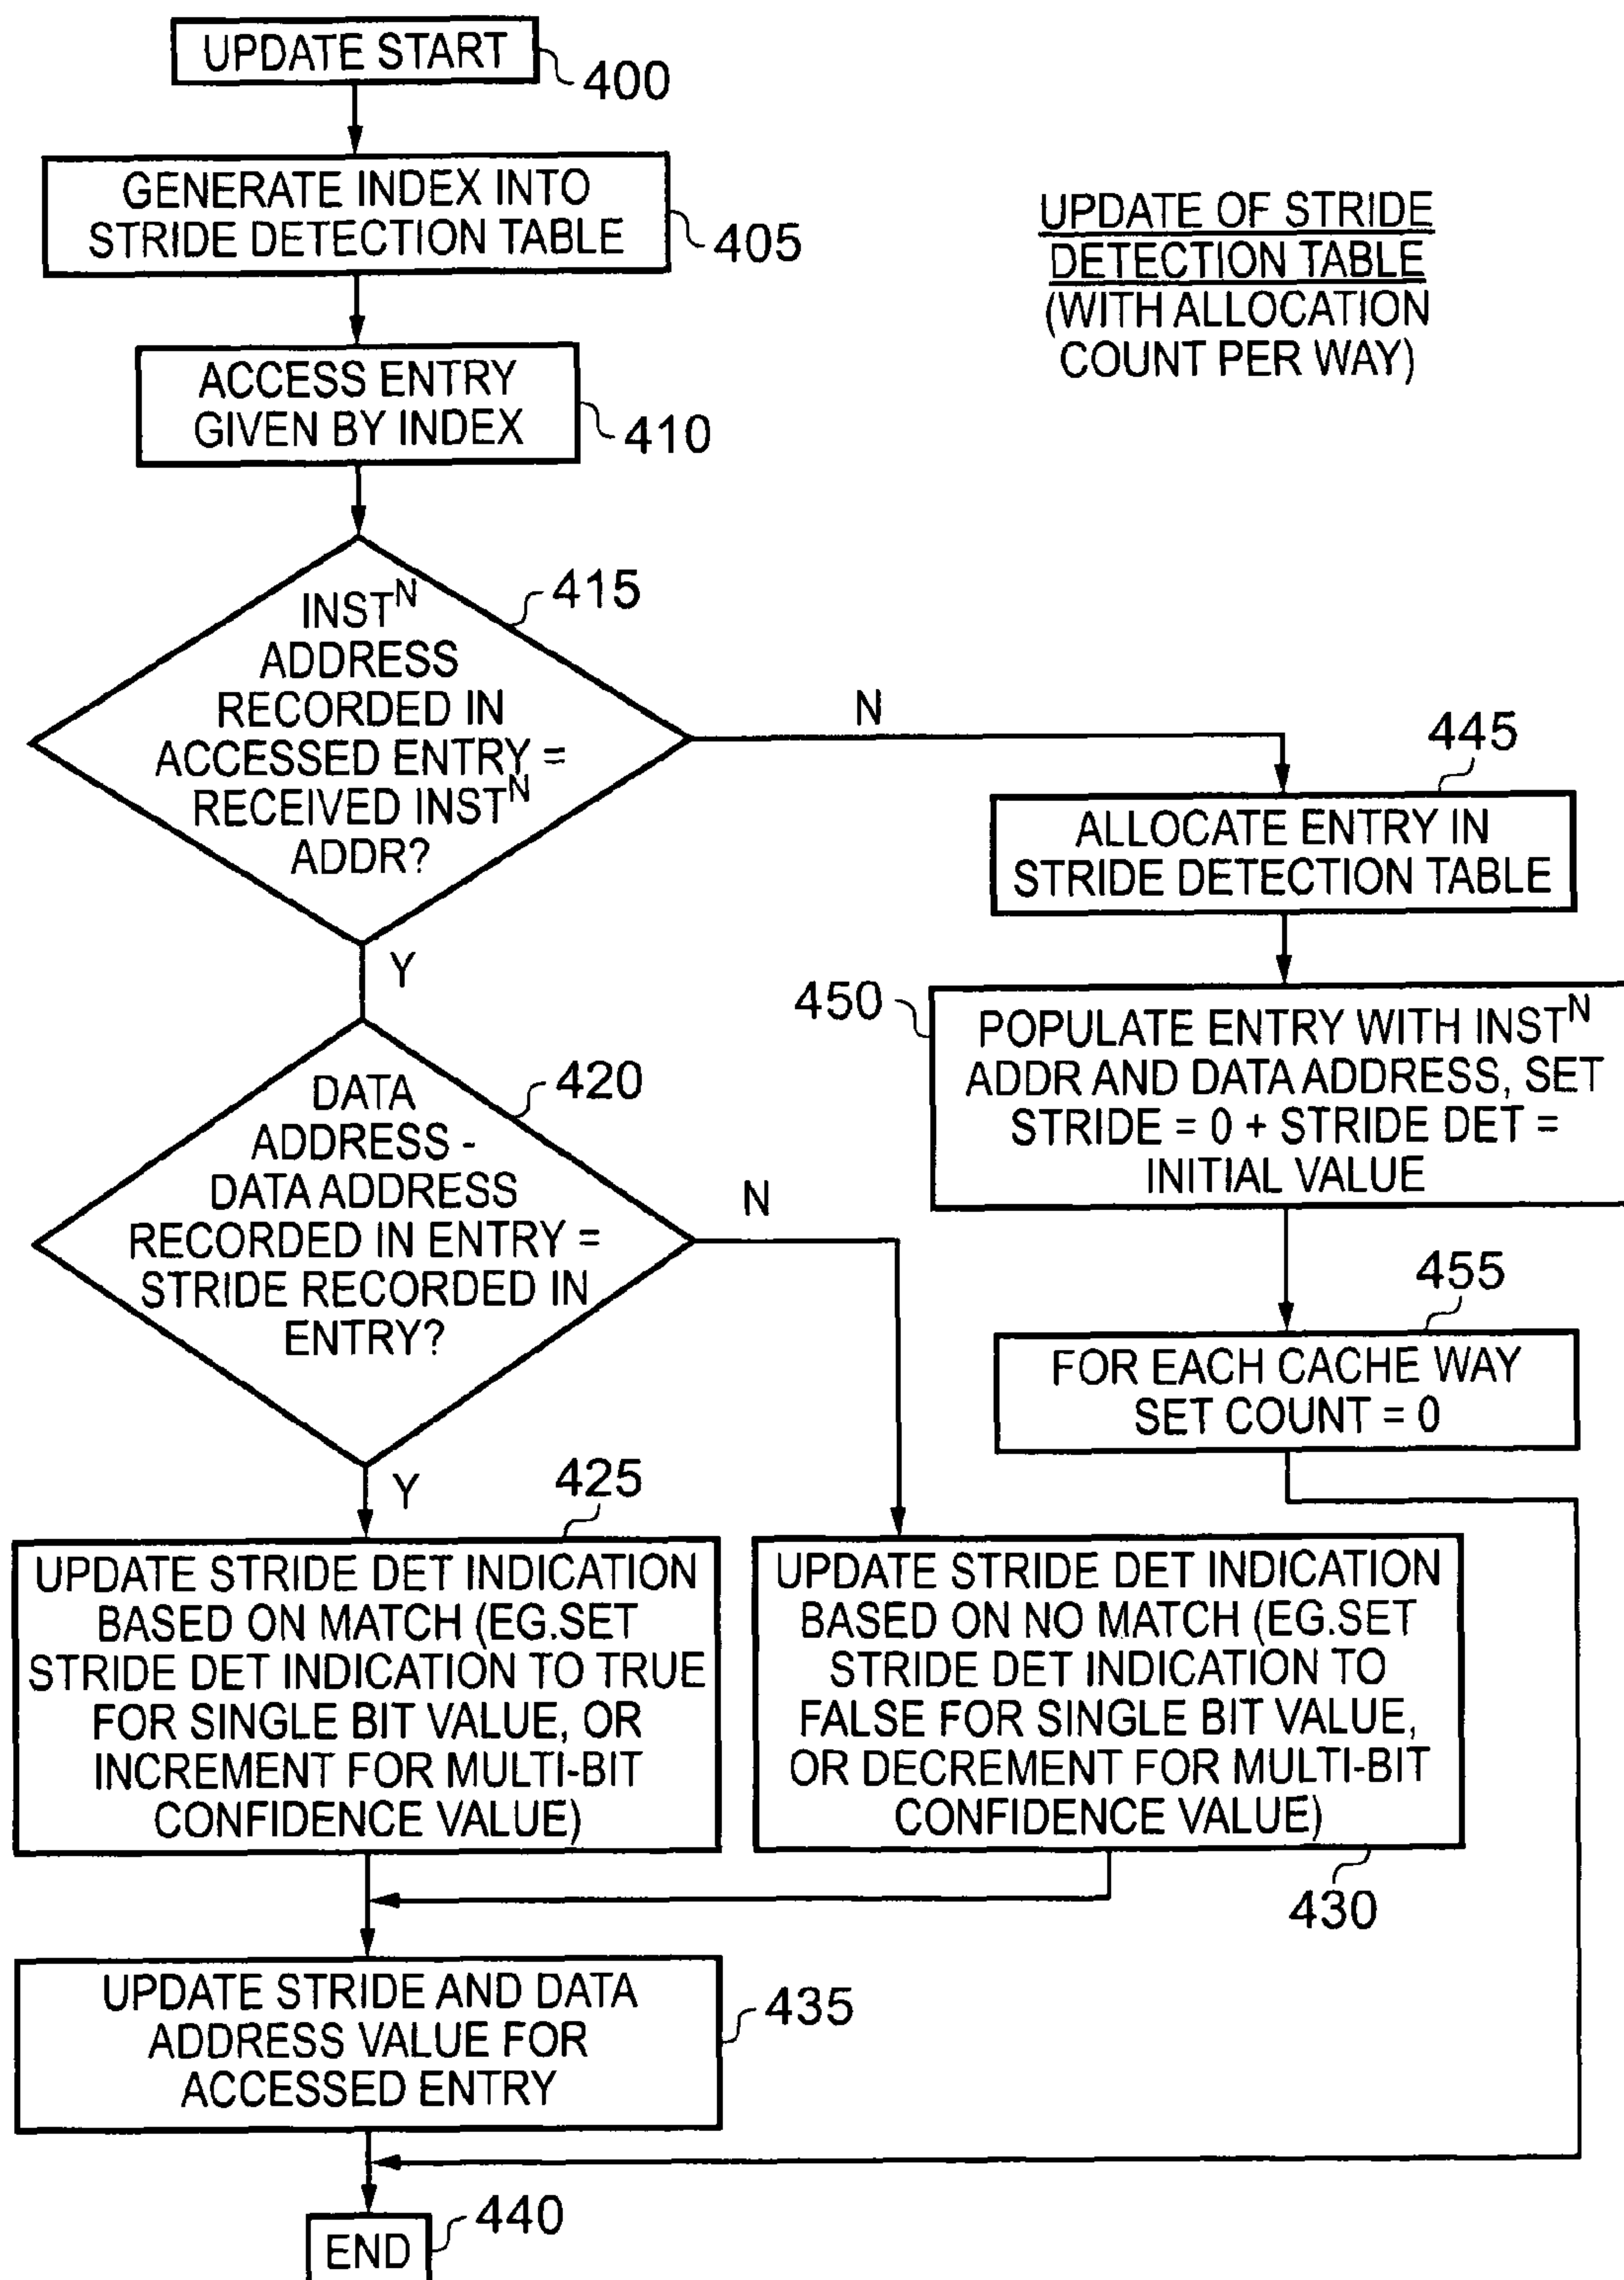 UPDATE START
400
GENERATE INDEX INTO
STRIDE DETECTION TABLE
405
UPDATE OF STRIDE
DETECTION TABLE
(WITH ALLOCATION
COUNT PER WAY)
ACCESS ENTRY
GIVEN BY INDEX
410
INST^N
ADDRESS
RECORDED IN
ACCESSED ENTRY =
RECEIVED INST^N
ADDR?
415
N
Y
445
ALLOCATE ENTRY IN
STRIDE DETECTION TABLE
450
POPULATE ENTRY WITH INST^N
ADDR AND DATA ADDRESS, SET
STRIDE = 0 + STRIDE DET =
INITIAL VALUE
DATA
ADDRESS -
DATA ADDRESS
RECORDED IN ENTRY =
STRIDE RECORDED IN
ENTRY?
420
N
Y
455
FOR EACH CACHE WAY
SET COUNT = 0
425
UPDATE STRIDE DET INDICATION
BASED ON MATCH (EG.SET
STRIDE DET INDICATION TO TRUE
FOR SINGLE BIT VALUE, OR
INCREMENT FOR MULTI-BIT
CONFIDENCE VALUE)
UPDATE STRIDE DET INDICATION
BASED ON NO MATCH (EG.SET
STRIDE DET INDICATION TO
FALSE FOR SINGLE BIT VALUE,
OR DECREMENT FOR MULTI-BIT
CONFIDENCE VALUE)
430
UPDATE STRIDE AND DATA
ADDRESS VALUE FOR
ACCESSED ENTRY
435
END
440